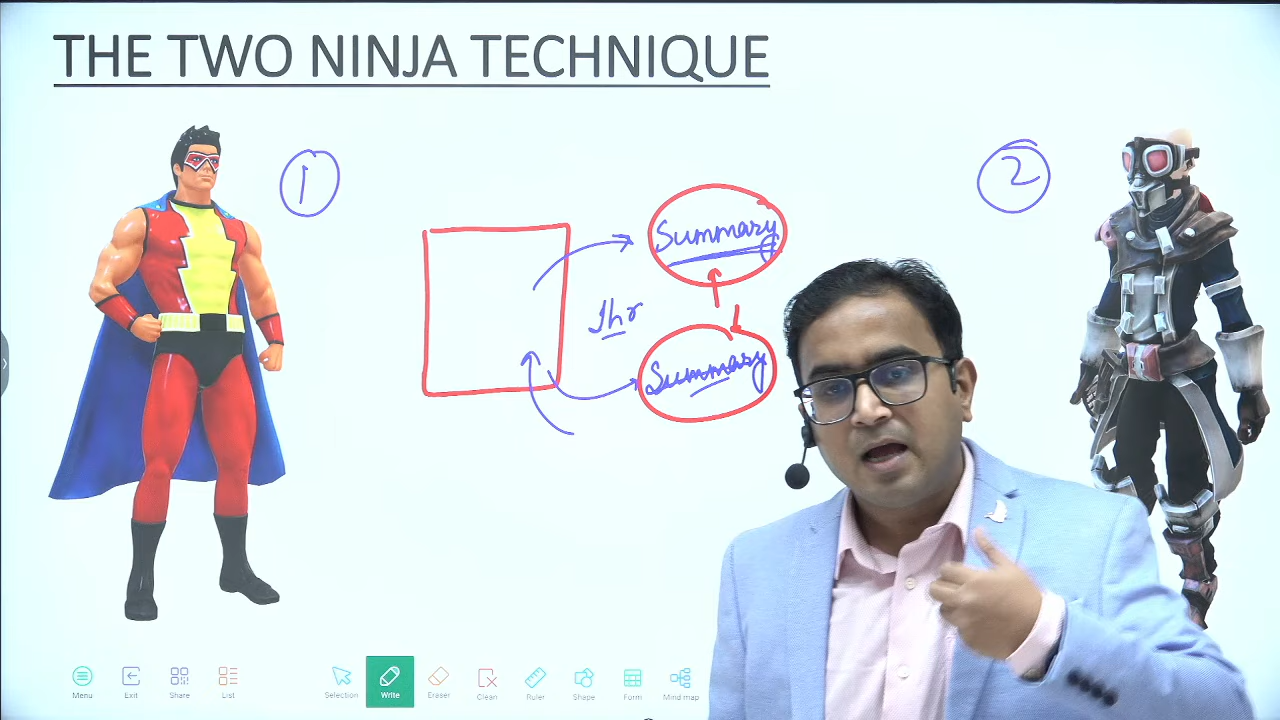 THE TWO NINJA TECHNIQUE
1
2
Summary
1hr
Summary
Menu
Exit
Share
List
Selection
Write
Eraser
Clean
Ruler
Shape
Form
Mind map